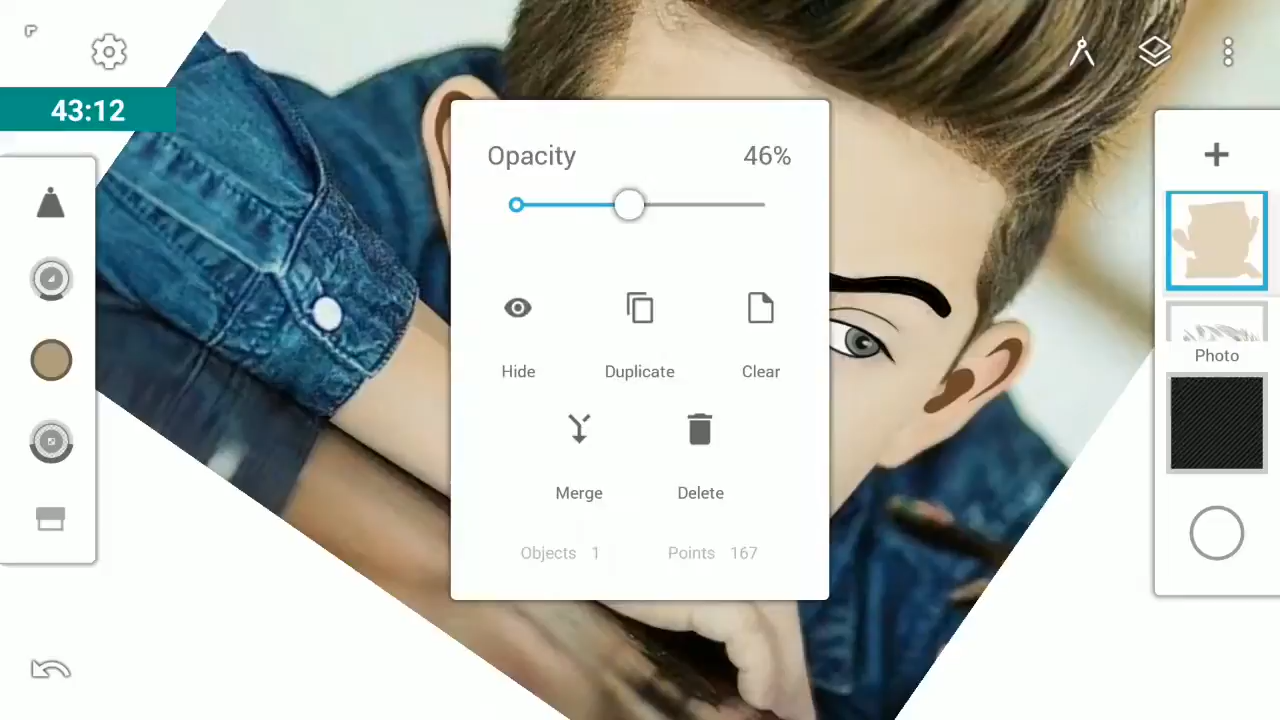 43:12
Opacity 46%
Hide Duplicate Clear
Merge Delete
Objects 1 Points 167
Photo